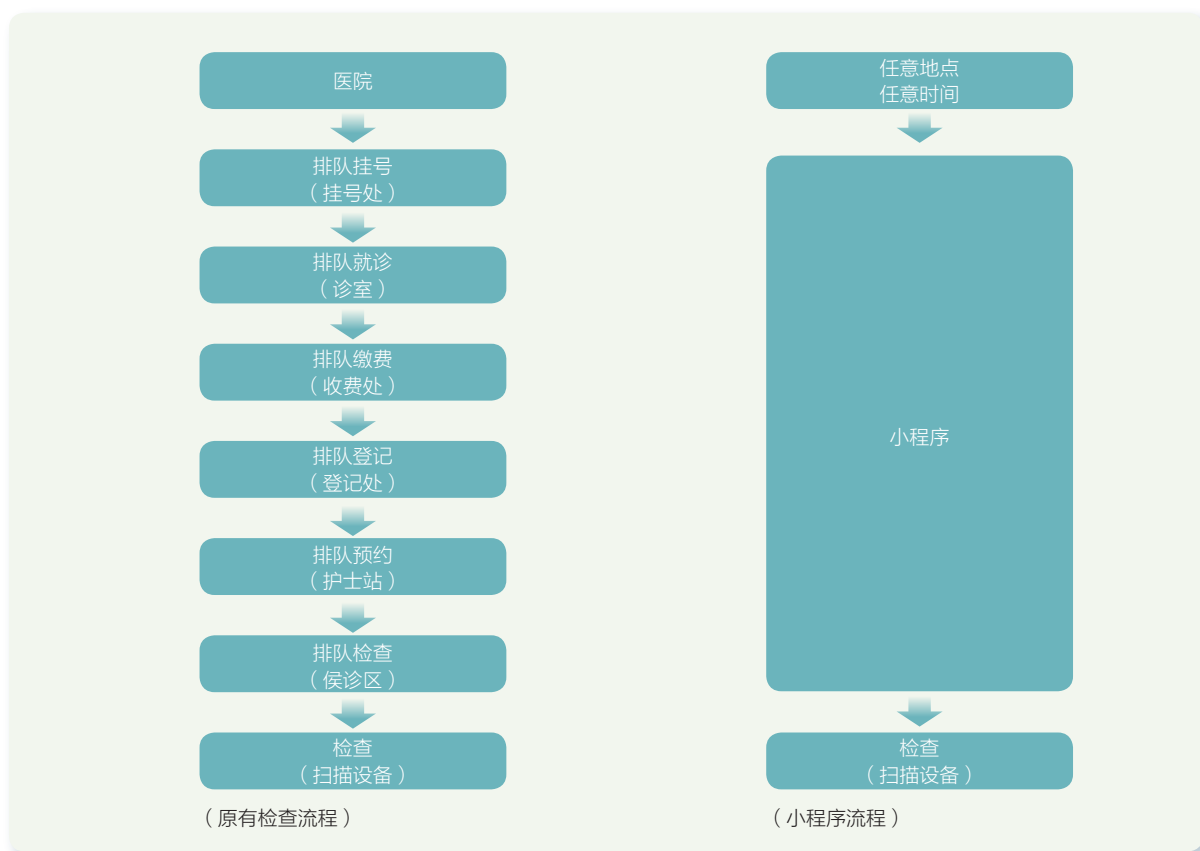 医院
排队挂号
（挂号处）
排队就诊
（诊室）
排队缴费
（收费处）
排队登记
（登记处）
排队预约
（护士站）
排队检查
（侯诊区）
检查
（扫描设备）
（原有检查流程）
任意地点
任意时间
小程序
检查
（扫描设备）
（小程序流程）